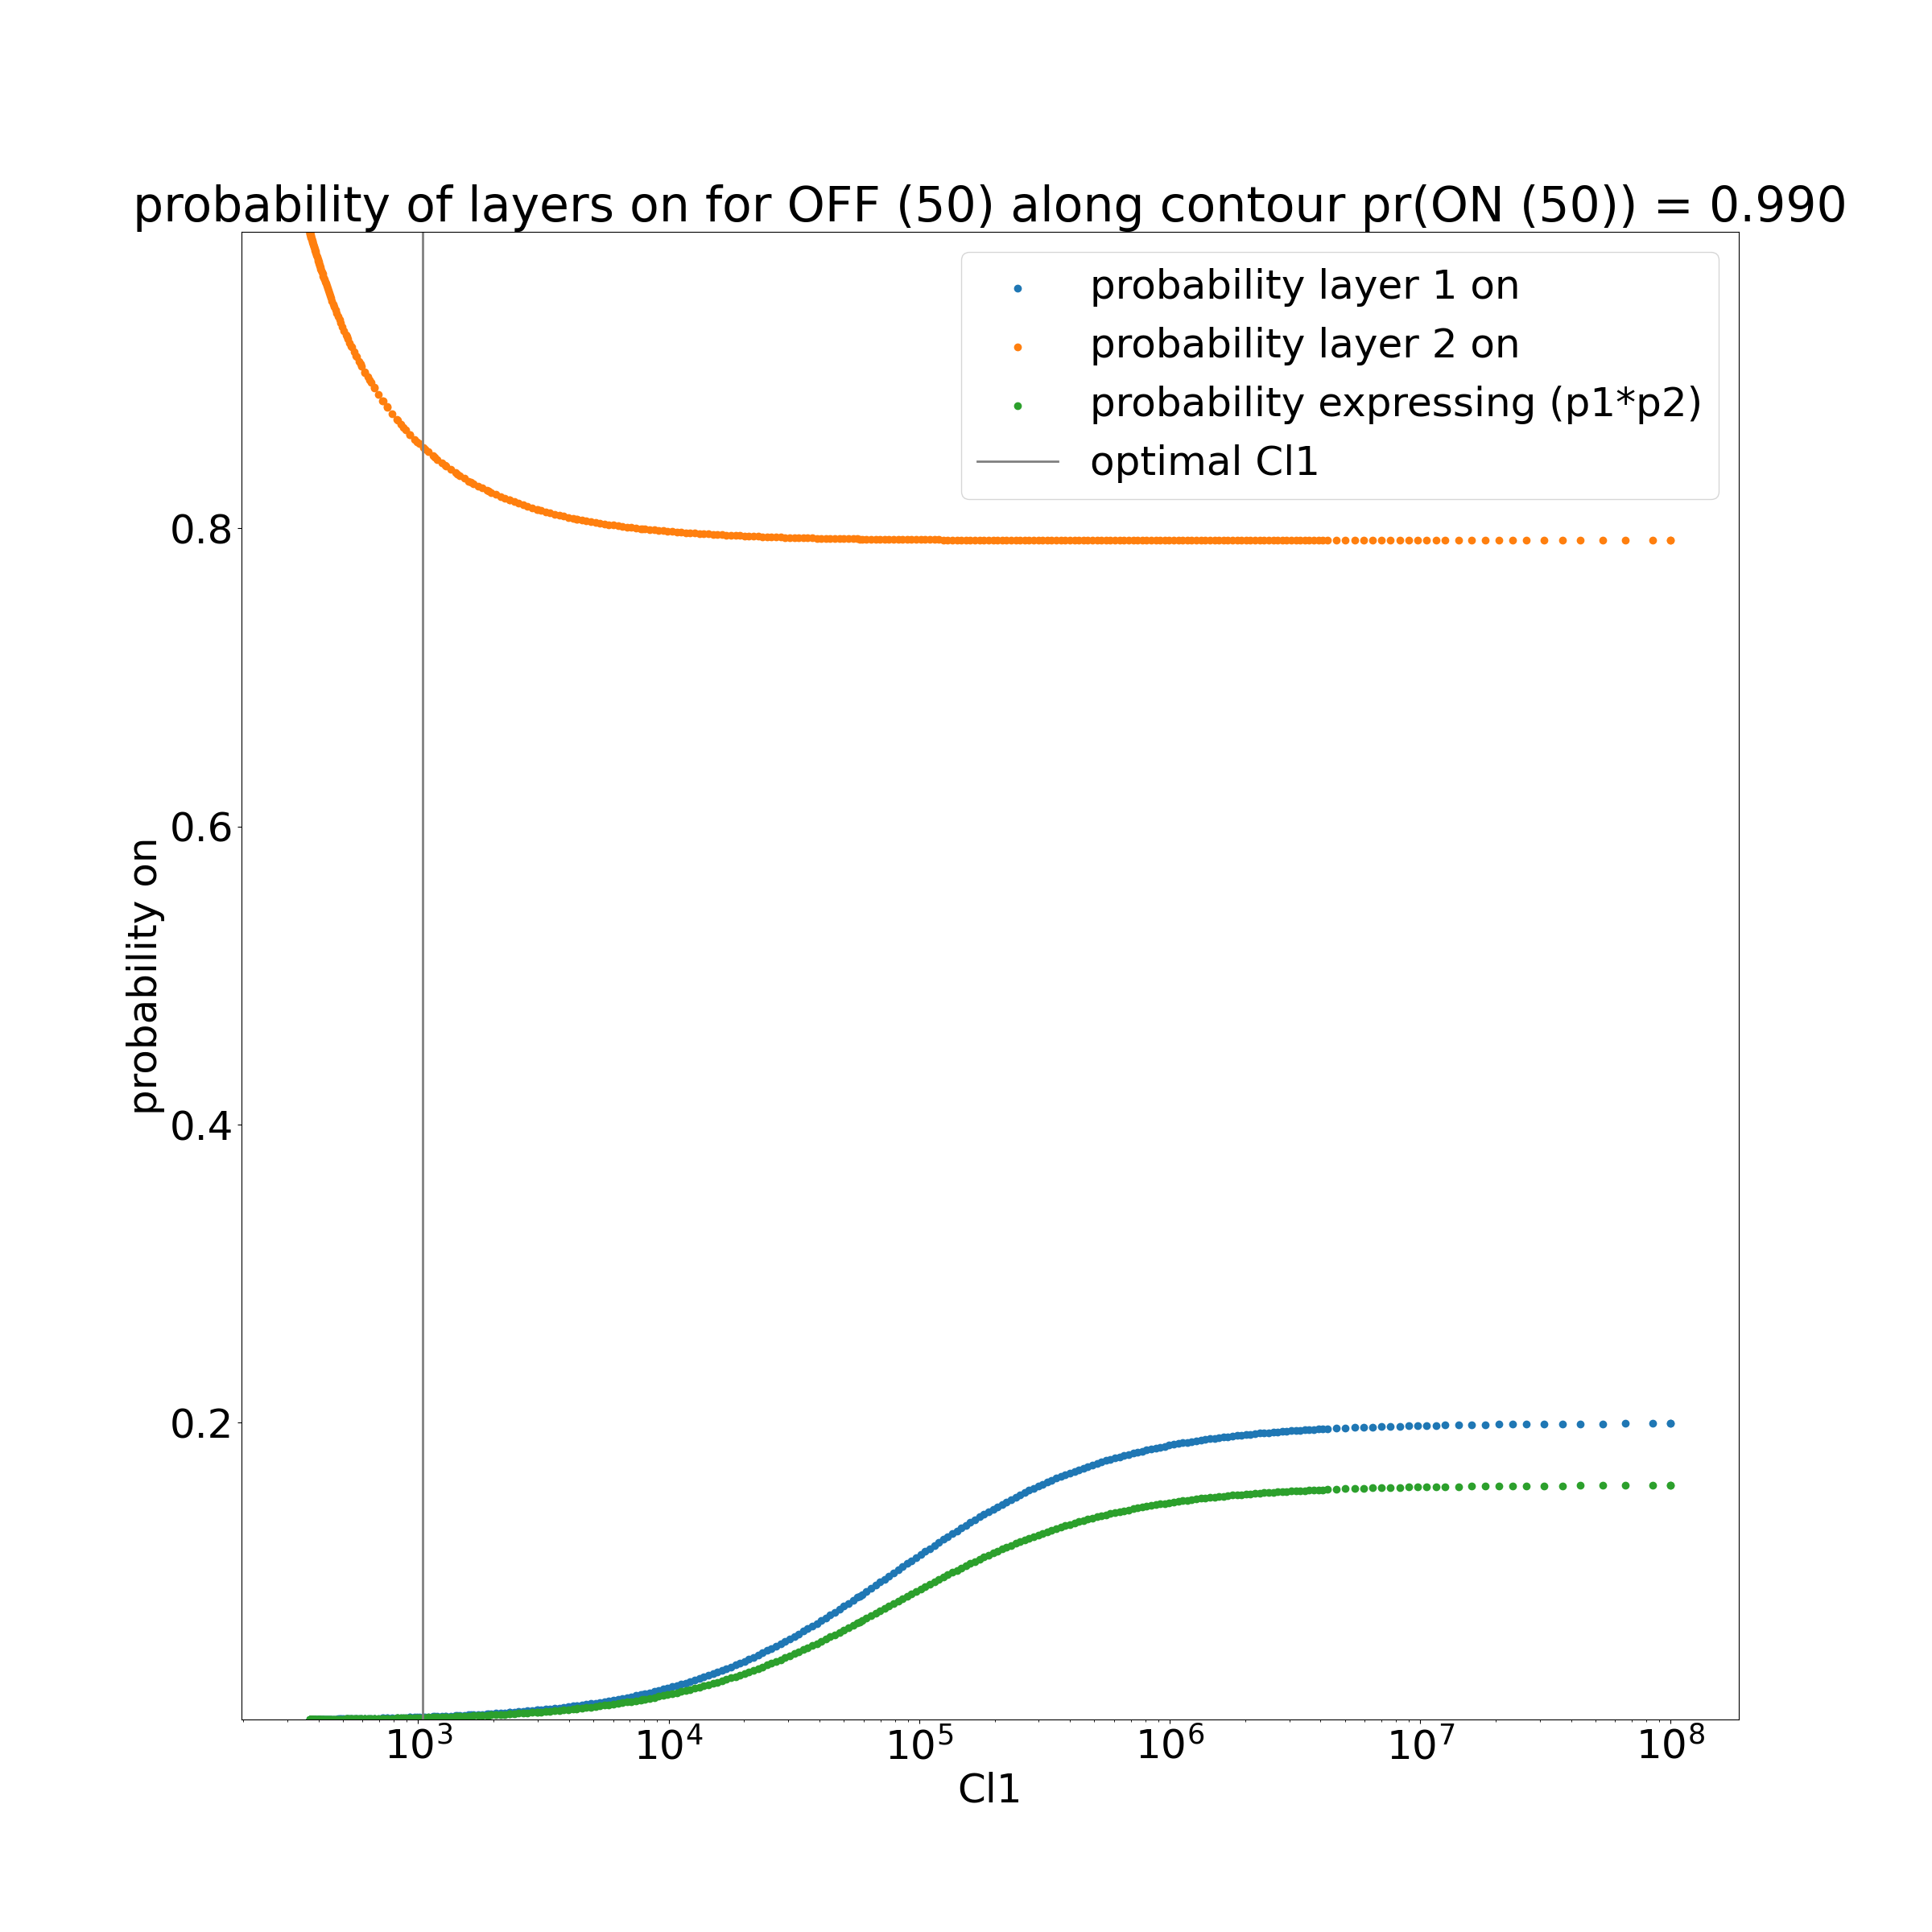 probability of layers on for OFF (50) along contour pr(ON (50)) = 0.990
probability layer 1 on
probability layer 2 on
probability expressing (p1*p2)
optimal Cl1
probability on
0.8
0.6
0.4
0.2
10³
10⁴
10⁵
10⁶
10⁷
10⁸
Cl1